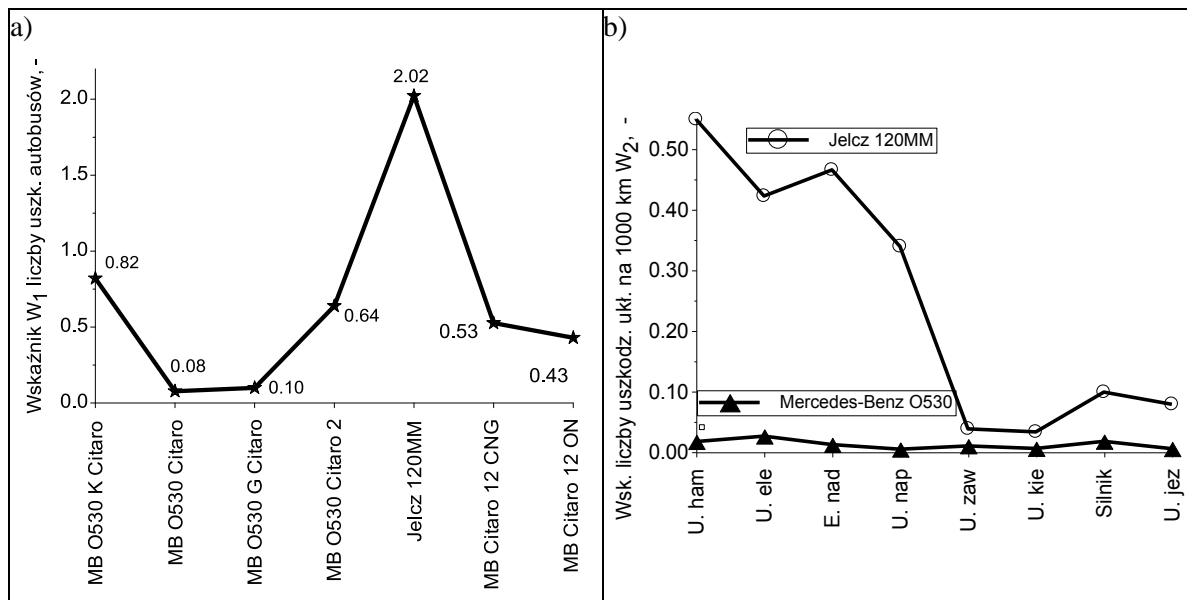 a)
Wskaźnik W1 liczby uszk. autobusów, -
2.0
1.5
1.0
0.5
0.0
0.82
0.08
0.10
0.64
2.02
0.53
0.43
MB O530 K Citaro
MB O530 Citaro
MB O530 G Citaro
MB O530 Citaro 2
Jelcz 120MM
MB Citaro 12 CNG
MB Citaro 12 ON
b)
Wsk. liczby uszkodz. ukł. na 1000 km W2, -
0.50
0.40
0.30
0.20
0.10
0.00
Jelcz 120MM
Mercedes-Benz O530
U. ham
U. ele
E. nad
U. nap
U. zaw
U. kie
Silnik
U. jez